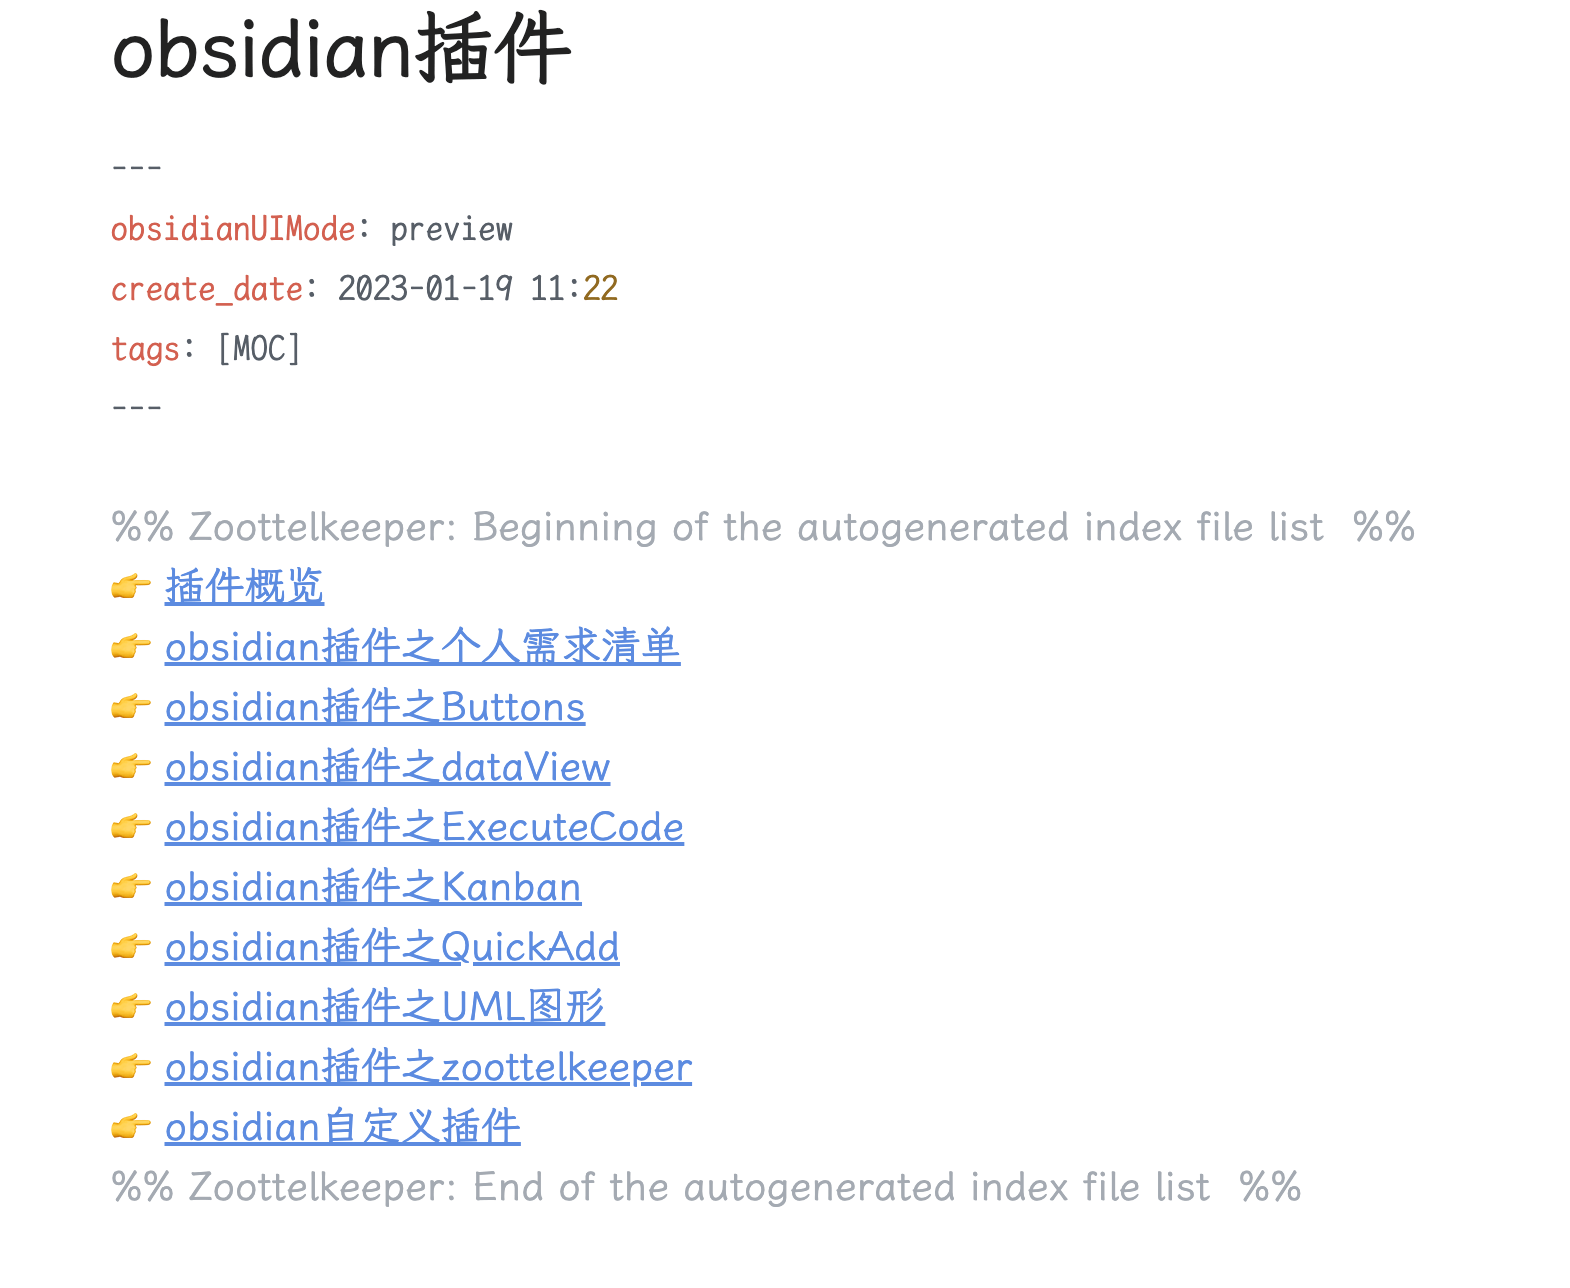 obsidian插件
---
obsidianUIMode: preview
create_date: 2023-01-19 11:22
tags: [MOC]
---
%% Zoottelkeeper: Beginning of the autogenerated index file list  %%
👉 插件概览
👉 obsidian插件之个人需求清单
👉 obsidian插件之Buttons
👉 obsidian插件之dataView
👉 obsidian插件之ExecuteCode
👉 obsidian插件之Kanban
👉 obsidian插件之QuickAdd
👉 obsidian插件之UML图形
👉 obsidian插件之zoottelkeeper
👉 obsidian自定义插件
%% Zoottelkeeper: End of the autogenerated index file list  %%